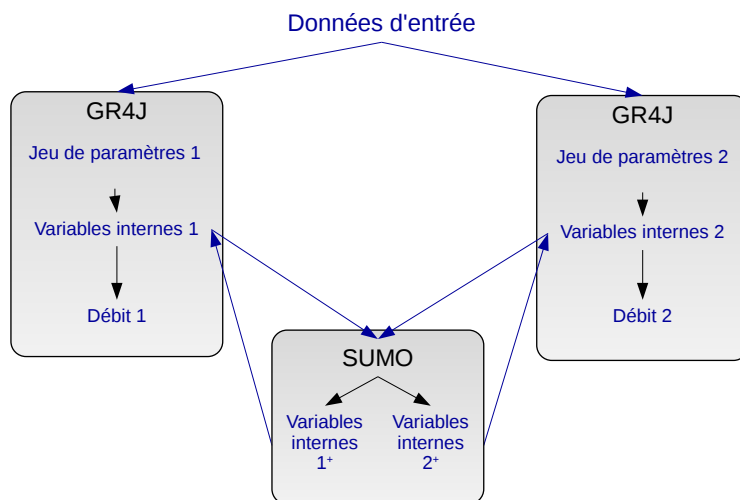 Données d'entrée
GR4J
Jeu de paramètres 1
Variables internes 1
Débit 1
GR4J
Jeu de paramètres 2
Variables internes 2
Débit 2
SUMO
Variables
internes
1⁺
Variables
internes
2⁺